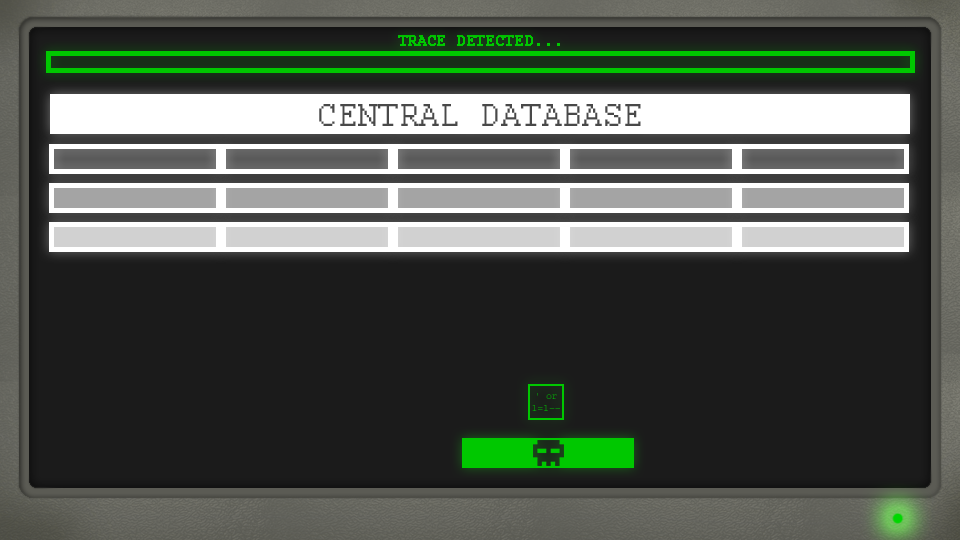 TRACE DETECTED...
CENTRAL DATABASE
' or
1=1--